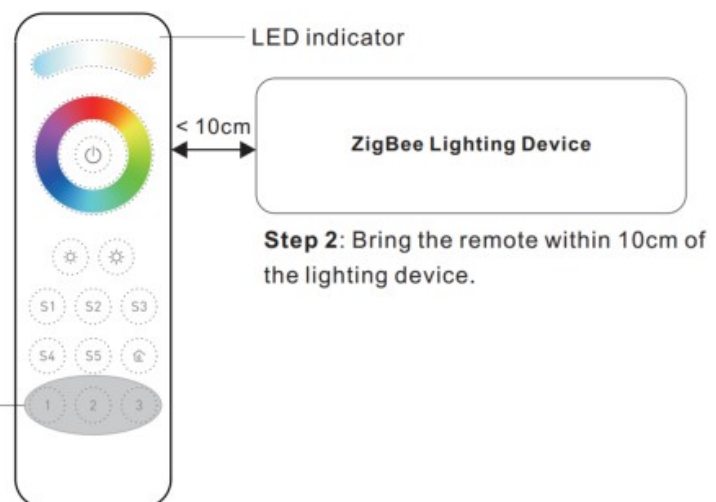 LED indicator
< 10cm
ZigBee Lighting Device
Step 2: Bring the remote within 10cm of
the lighting device.
S1 S2 S3
S4 S5
1 2 3